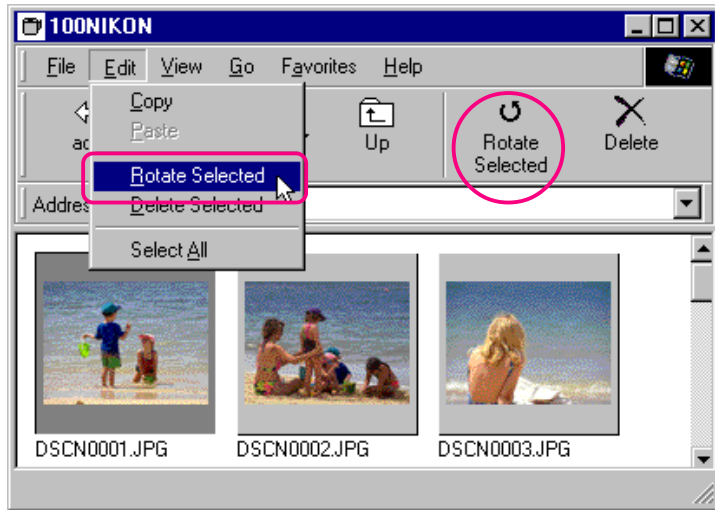 100NIKON
File Edit View Go Favorites Help
Copy
Paste
Rotate Selected
Delete Selected
Select All
Up
Rotate
Selected
Delete
Addres
DSCN0001.JPG DSCN0002.JPG DSCN0003.JPG